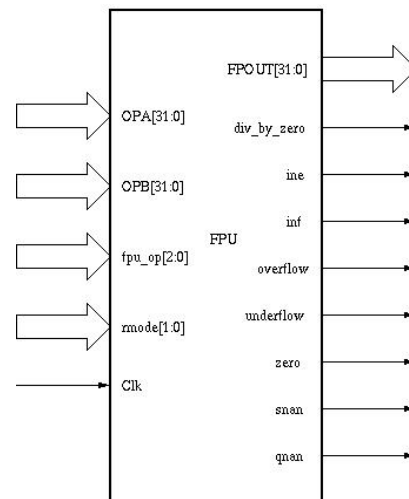 FPOUT[31:0]
OPA[31:0]
div_by_zero
ine
OPB[31:0]
inf
FPU
fpu_op[2:0]
overflow
underflow
rmode[1:0]
zero
Clk
snan
qnan